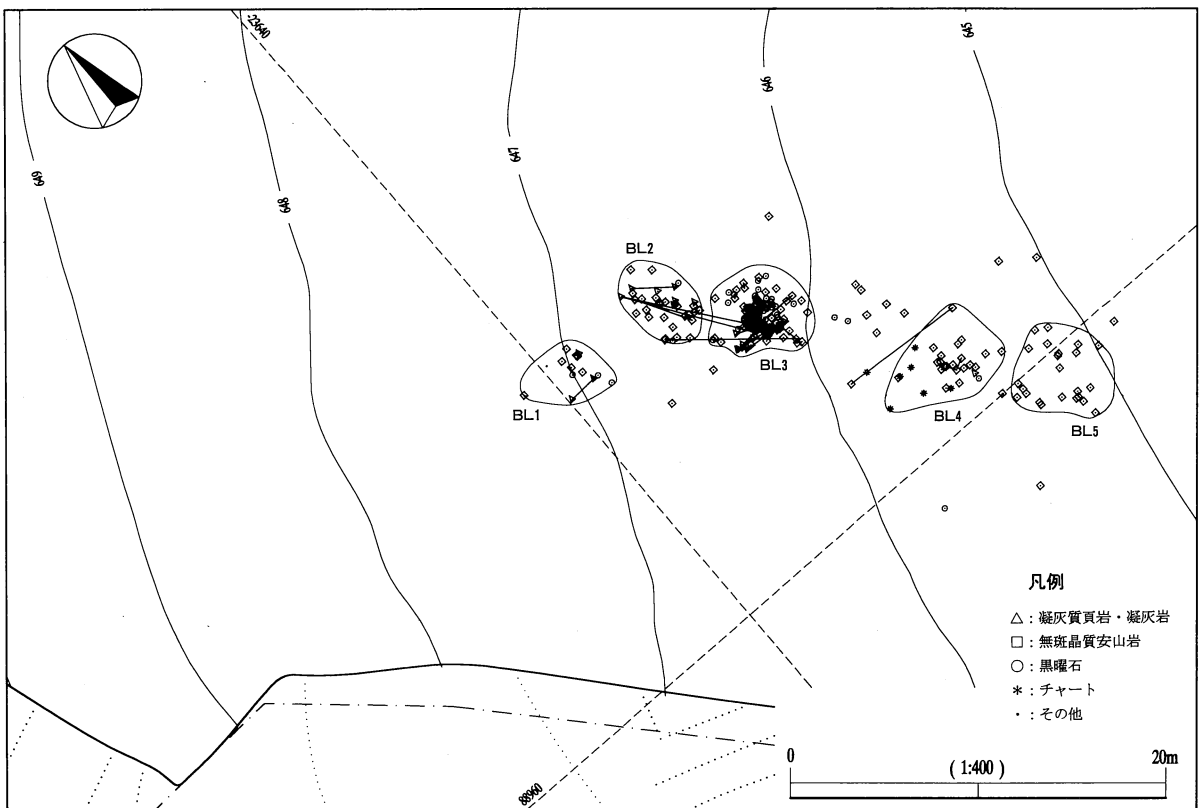 -23640
649
648
647
646
645
BL2
BL3
BL1
BL4
BL5
凡例
△：凝灰質頁岩・凝灰岩
□：無斑晶質安山岩
○：黒曜石
＊：チャート
・：その他
0
(1:400)
20m
88960